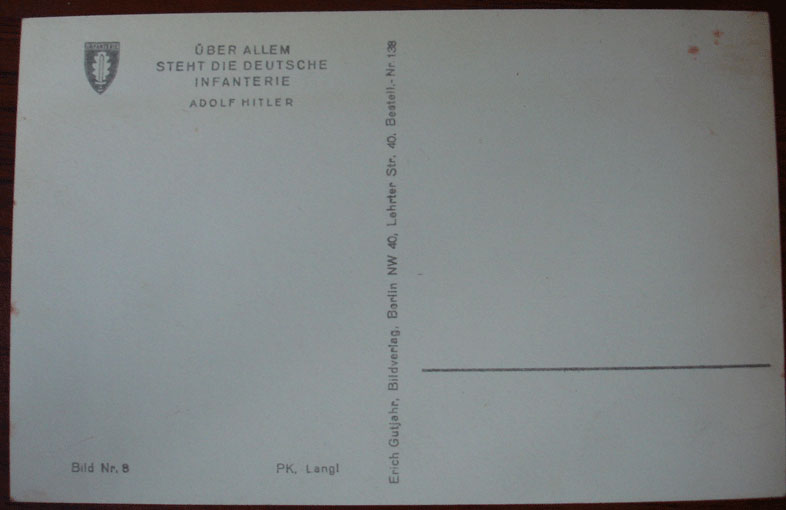 INFANTERIE
ÜBER ALLEM
STEHT DIE DEUTSCHE
INFANTERIE
ADOLF HITLER
Erich Gutjahr, Bildverlag, Berlin NW 40, Lehrter Str. 40. Bestell.-Nr. 138
Bild Nr. 8
PK. Langl